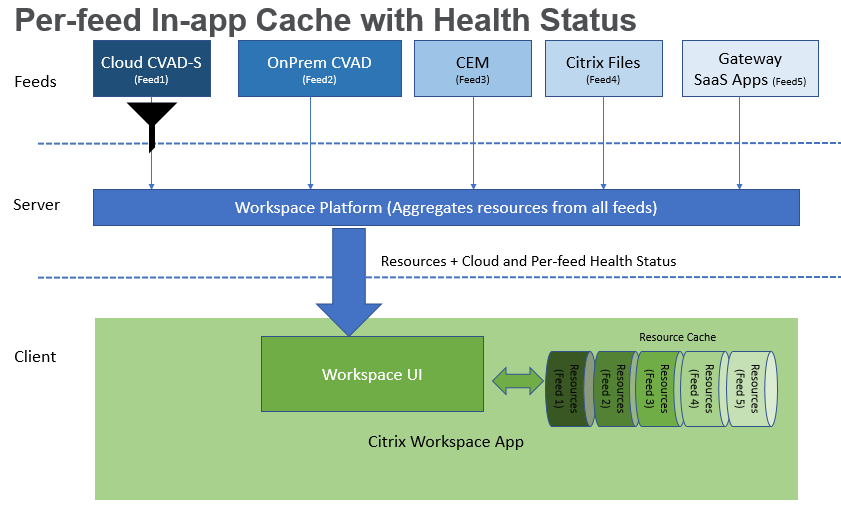 Per-feed In-app Cache with Health Status
Feeds
Cloud CVAD-S
(Feed1)
OnPrem CVAD
(Feed2)
CEM
(Feed3)
Citrix Files
(Feed4)
Gateway
SaaS Apps (Feed5)
Server
Workspace Platform (Aggregates resources from all feeds)
Resources + Cloud and Per-feed Health Status
Client
Workspace UI
Resource Cache
Resources
(Feed 1)
Resources
(Feed 2)
Resources
(Feed 3)
Resources
(Feed 4)
Resources
(Feed 5)
Citrix Workspace App